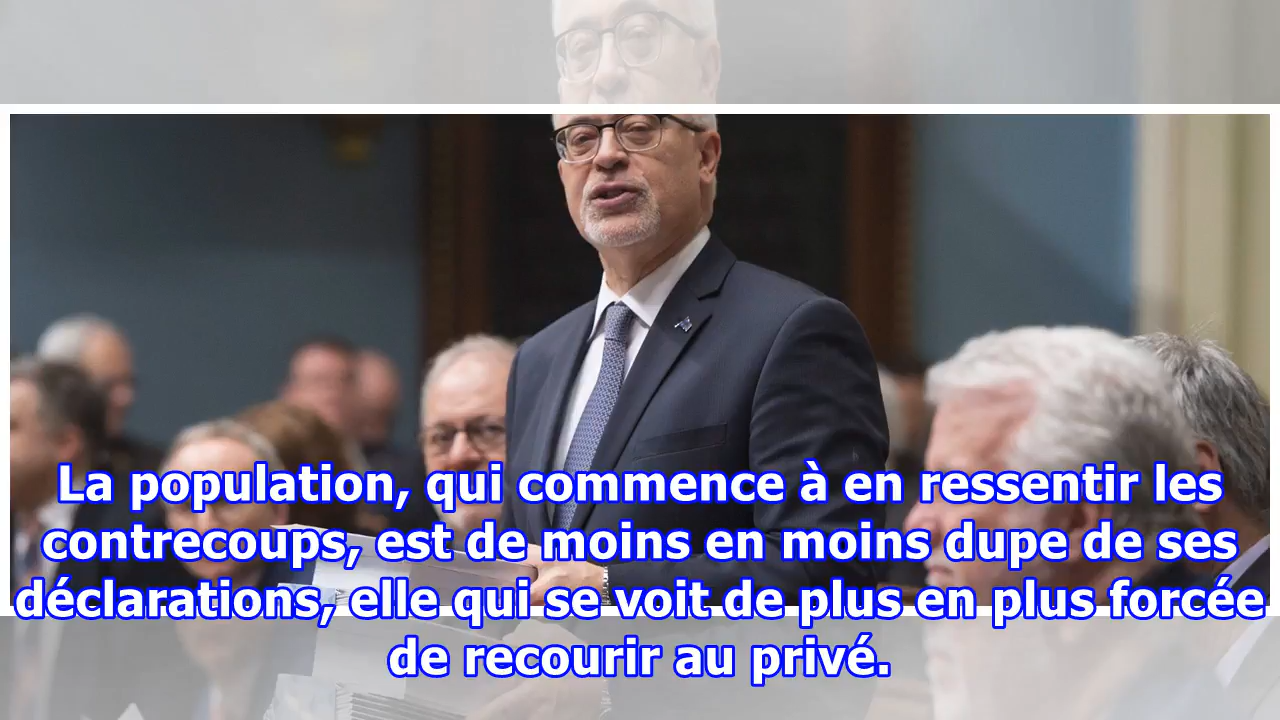 La population, qui commence à en ressentir les
contrecoups, est de moins en moins dupe de ses
déclarations, elle qui se voit de plus en plus forcée
de recourir au privé.